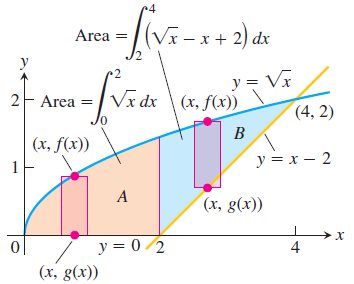 Area = ∫₂⁴ (√x − x + 2) dx
y
Area = ∫₀² √x dx
y = √x
2
(x, f(x))
(4, 2)
B
(x, f(x))
y = x − 2
1
A
(x, g(x))
0
y = 0
2
4
x
(x, g(x))